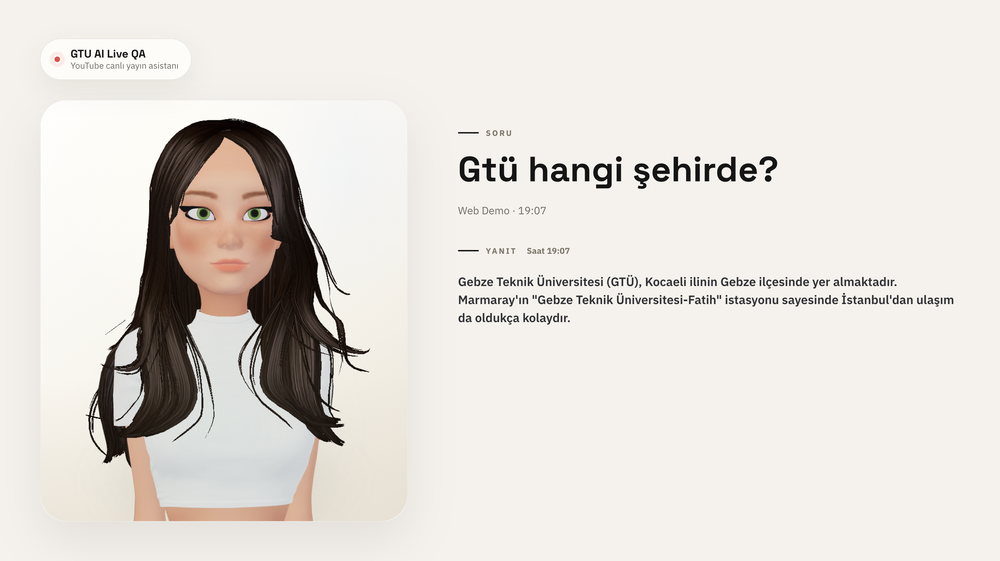 GTU AI Live QA
YouTube canlı yayın asistanı
SORU
Gtü hangi şehirde?
Web Demo · 19:07
YANIT Saat 19:07
Gebze Teknik Üniversitesi (GTÜ), Kocaeli ilinin Gebze ilçesinde yer almaktadır.
Marmaray'ın "Gebze Teknik Üniversitesi-Fatih" istasyonu sayesinde İstanbul'dan ulaşım
da oldukça kolaydır.